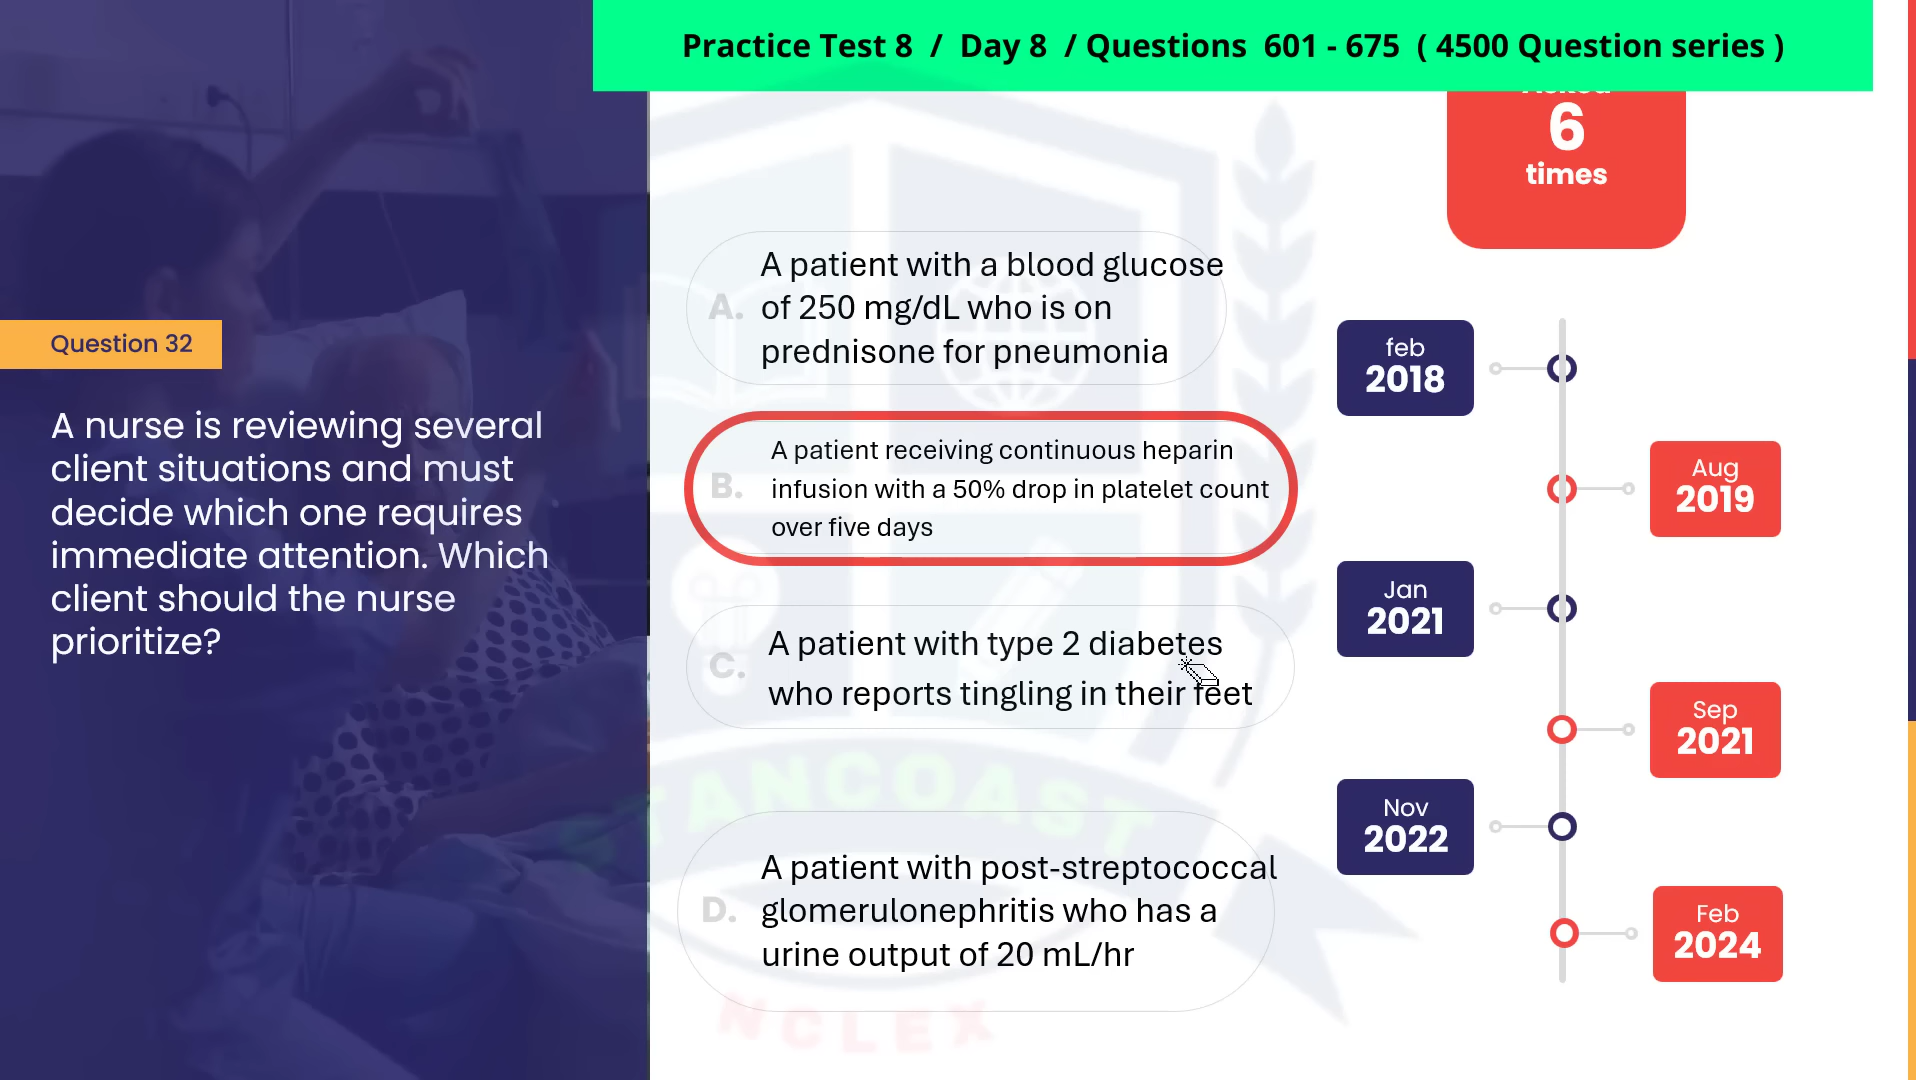 Practice Test 8 / Day 8 / Questions 601 - 675 ( 4500 Question series )
6
times
Question 32
A nurse is reviewing several
client situations and must
decide which one requires
immediate attention. Which
client should the nurse
prioritize?
A.
A patient with a blood glucose
of 250 mg/dL who is on
prednisone for pneumonia
B.
A patient receiving continuous heparin
infusion with a 50% drop in platelet count
over five days
C.
A patient with type 2 diabetes
who reports tingling in their feet
D.
A patient with post-streptococcal
glomerulonephritis who has a
urine output of 20 mL/hr
feb
2018
Aug
2019
Jan
2021
Sep
2021
Nov
2022
Feb
2024
TANCOAST
NCLEX